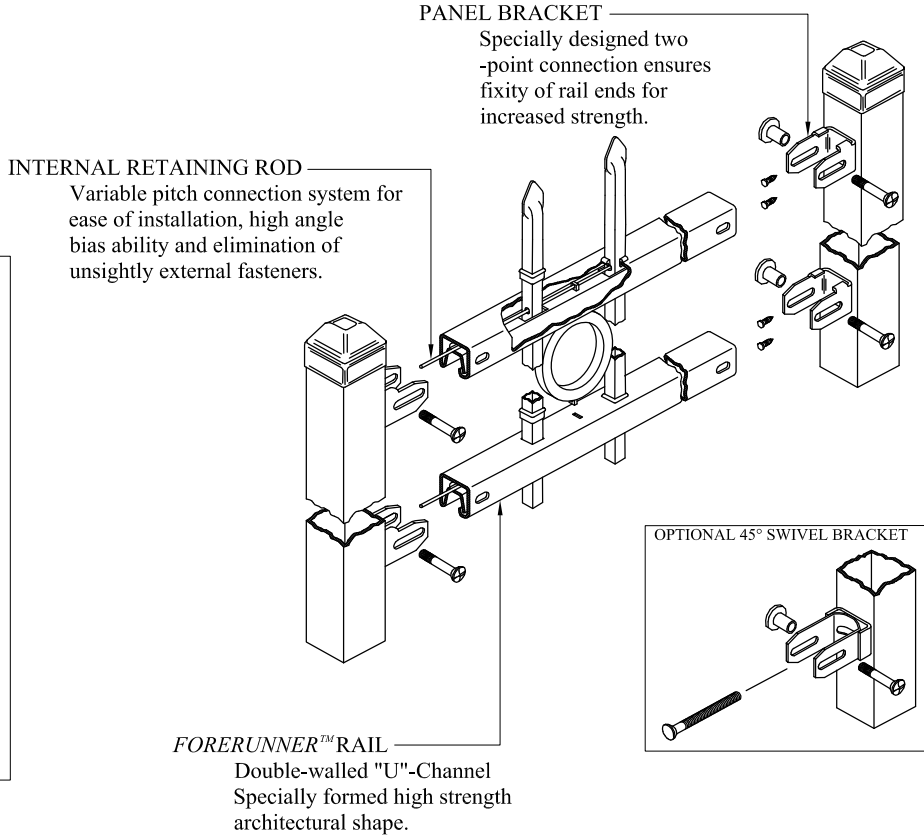 PANEL BRACKET
Specially designed two
-point connection ensures
fixity of rail ends for
increased strength.
INTERNAL RETAINING ROD
Variable pitch connection system for
ease of installation, high angle
bias ability and elimination of
unsightly external fasteners.
OPTIONAL 45° SWIVEL BRACKET
FORERUNNER™ RAIL
Double-walled "U"-Channel
Specially formed high strength
architectural shape.